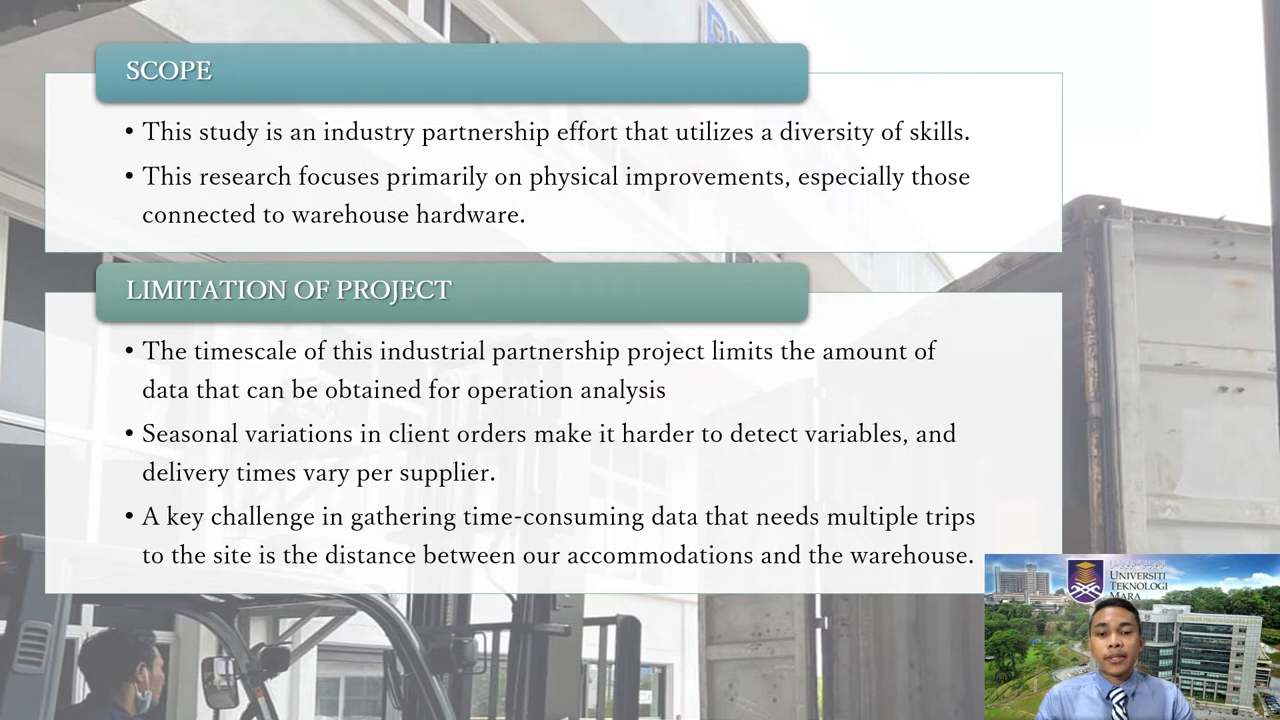 SCOPE
• This study is an industry partnership effort that utilizes a diversity of skills.
• This research focuses primarily on physical improvements, especially those
connected to warehouse hardware.
LIMITATION OF PROJECT
• The timescale of this industrial partnership project limits the amount of
data that can be obtained for operation analysis
• Seasonal variations in client orders make it harder to detect variables, and
delivery times vary per supplier.
• A key challenge in gathering time-consuming data that needs multiple trips
to the site is the distance between our accommodations and the warehouse.
UNIVERSITI
TEKNOLOGI
MARA